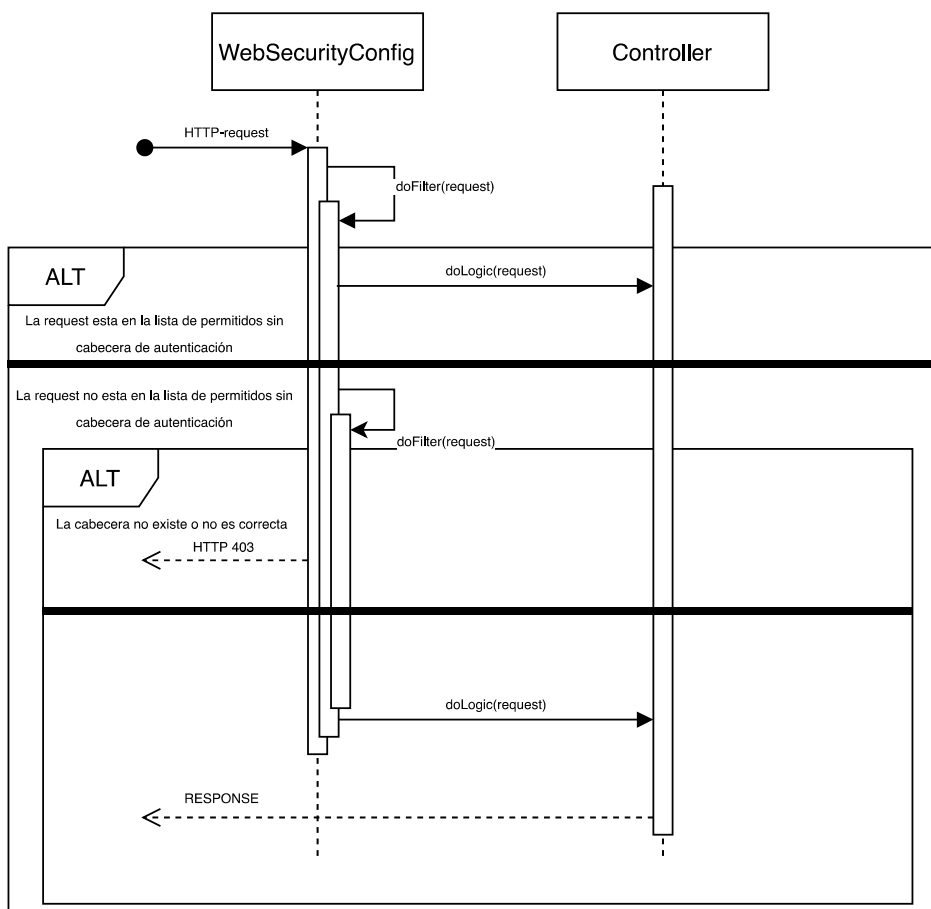 WebSecurityConfig
Controller
HTTP-request
doFilter(request)
ALT
doLogic(request)
La request esta en la lista de permitidos sin
cabecera de autenticación
La request no esta en la lista de permitidos sin
cabecera de autenticación
doFilter(request)
ALT
La cabecera no existe o no es correcta
HTTP 403
doLogic(request)
RESPONSE